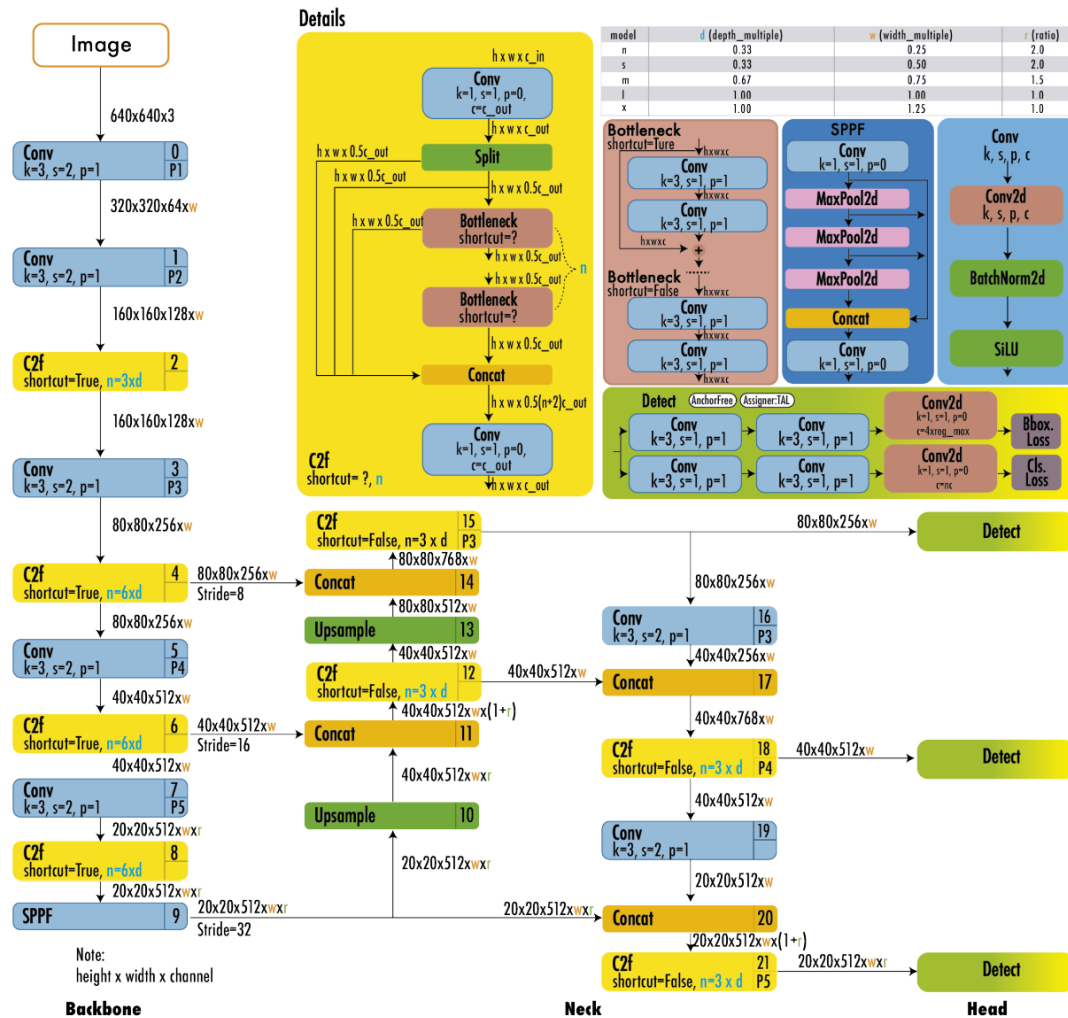 Image
640x640x3
Conv
k=3, s=2, p=1
0
P1
320x320x64xw
Conv
k=3, s=2, p=1
1
P2
160x160x128xw
C2f
shortcut=True, n=3xd
2
160x160x128xw
Conv
k=3, s=2, p=1
3
P3
80x80x256xw
C2f
shortcut=True, n=6xd
4
80x80x256xw
Stride=8
80x80x256xw
Conv
k=3, s=2, p=1
5
P4
40x40x512xw
C2f
shortcut=True, n=6xd
6
40x40x512xw
Stride=16
40x40x512xw
Conv
k=3, s=2, p=1
7
P5
20x20x512xwxr
C2f
shortcut=True, n=6xd
8
20x20x512xwxr
SPPF
9
20x20x512xwxr
Stride=32
Note:
height x width x channel
Backbone
Details
h x w x c_in
Conv
k=1, s=1, p=0,
c=c_out
h x w x c_out
Split
h x w x 0.5c_out
h x w x 0.5c_out
h x w x 0.5c_out
h x w x 0.5c_out
Bottleneck
shortcut=?
h x w x 0.5c_out
n
h x w x 0.5c_out
Bottleneck
shortcut=?
h x w x 0.5c_out
Concat
h x w x 0.5(n+2)c_out
Conv
k=1, s=1, p=0,
c=c_out
h x w x c_out
C2f
shortcut= ?, n
model d (depth_multiple) w (width_multiple) r (ratio)
n 0.33 0.25 2.0
s 0.33 0.50 2.0
m 0.67 0.75 1.5
l 1.00 1.00 1.0
x 1.00 1.25 1.0
Bottleneck
shortcut=Ture
hxwxc
Conv
k=3, s=1, p=1
hxwxc
Conv
k=3, s=1, p=1
hxwxc
hxwxc
+
Bottleneck
shortcut=False
hxwxc
Conv
k=3, s=1, p=1
hxwxc
Conv
k=3, s=1, p=1
hxwxc
SPPF
Conv
k=1, s=1, p=0
MaxPool2d
MaxPool2d
MaxPool2d
Concat
Conv
k=1, s=1, p=0
Conv
k, s, p, c
Conv2d
k, s, p, c
BatchNorm2d
SiLU
Detect
AnchorFree
Assigner:TAL
Conv
k=3, s=1, p=1
Conv
k=3, s=1, p=1
Conv2d
k=1, s=1, p=0
c=4xreg_max
Bbox.
Loss
Conv
k=3, s=1, p=1
Conv
k=3, s=1, p=1
Conv2d
k=1, s=1, p=0
c=nc
Cls.
Loss
C2f
shortcut=False, n=3 x d
15
P3
80x80x256xw
80x80x768xw
Concat
14
80x80x512xw
Upsample
13
40x40x512xw
C2f
shortcut=False, n=3 x d
12
40x40x512xw
40x40x512xwx(1+r)
Concat
11
40x40x512xwxr
Upsample
10
20x20x512xwxr
80x80x256xw
Conv
k=3, s=2, p=1
16
P3
40x40x256xw
Concat
17
40x40x768xw
C2f
shortcut=False, n=3 x d
18
P4
40x40x512xw
40x40x512xw
Conv
k=3, s=2, p=1
19
20x20x512xw
20x20x512xwxr
Concat
20
20x20x512xwx(1+r)
C2f
shortcut=False, n=3 x d
21
P5
20x20x512xwxr
Neck
Detect
Detect
Detect
Head